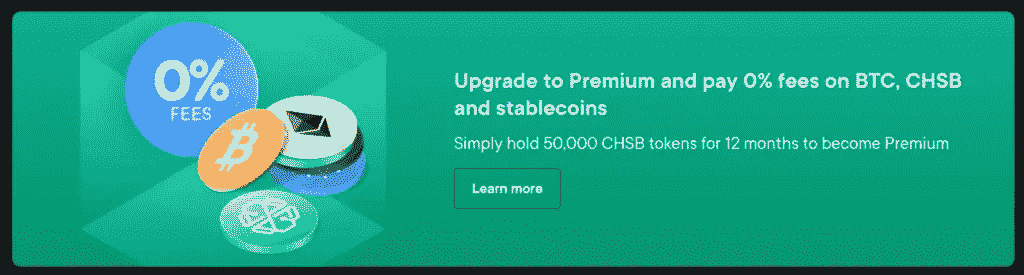 0%
FEES
Upgrade to Premium and pay 0% fees on BTC, CHSB
and stablecoins
Simply hold 50,000 CHSB tokens for 12 months to become Premium
Learn more